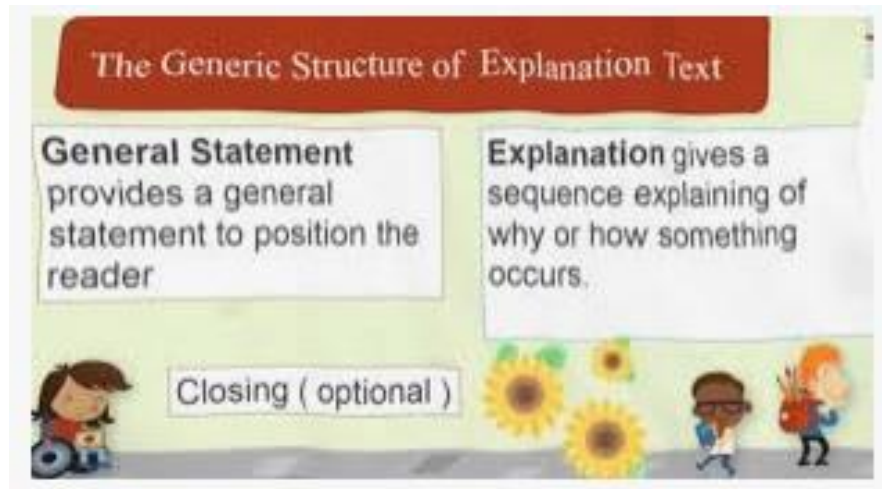 The Generic Structure of Explanation Text
General Statement
provides a general
statement to position the
reader
Explanation gives a
sequence explaining of
why or how something
occurs.
Closing ( optional )